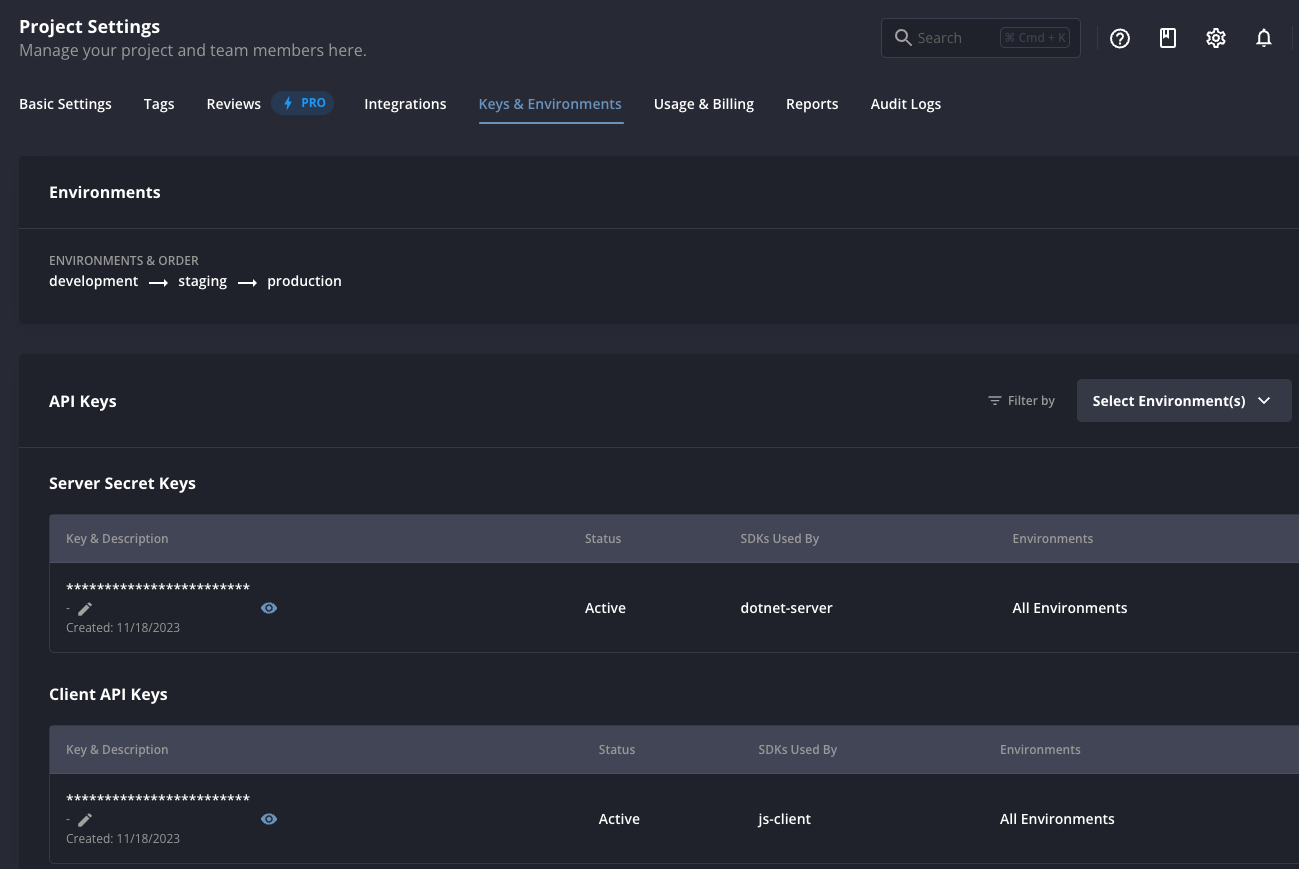 Project Settings
Manage your project and team members here.
Search ⌘ Cmd + K
Basic Settings Tags Reviews PRO Integrations Keys & Environments Usage & Billing Reports Audit Logs
Environments
ENVIRONMENTS & ORDER
development → staging → production
API Keys Filter by Select Environment(s)
Server Secret Keys
Key & Description Status SDKs Used By Environments
************************
- Active dotnet-server All Environments
Created: 11/18/2023
Client API Keys
Key & Description Status SDKs Used By Environments
************************
- Active js-client All Environments
Created: 11/18/2023